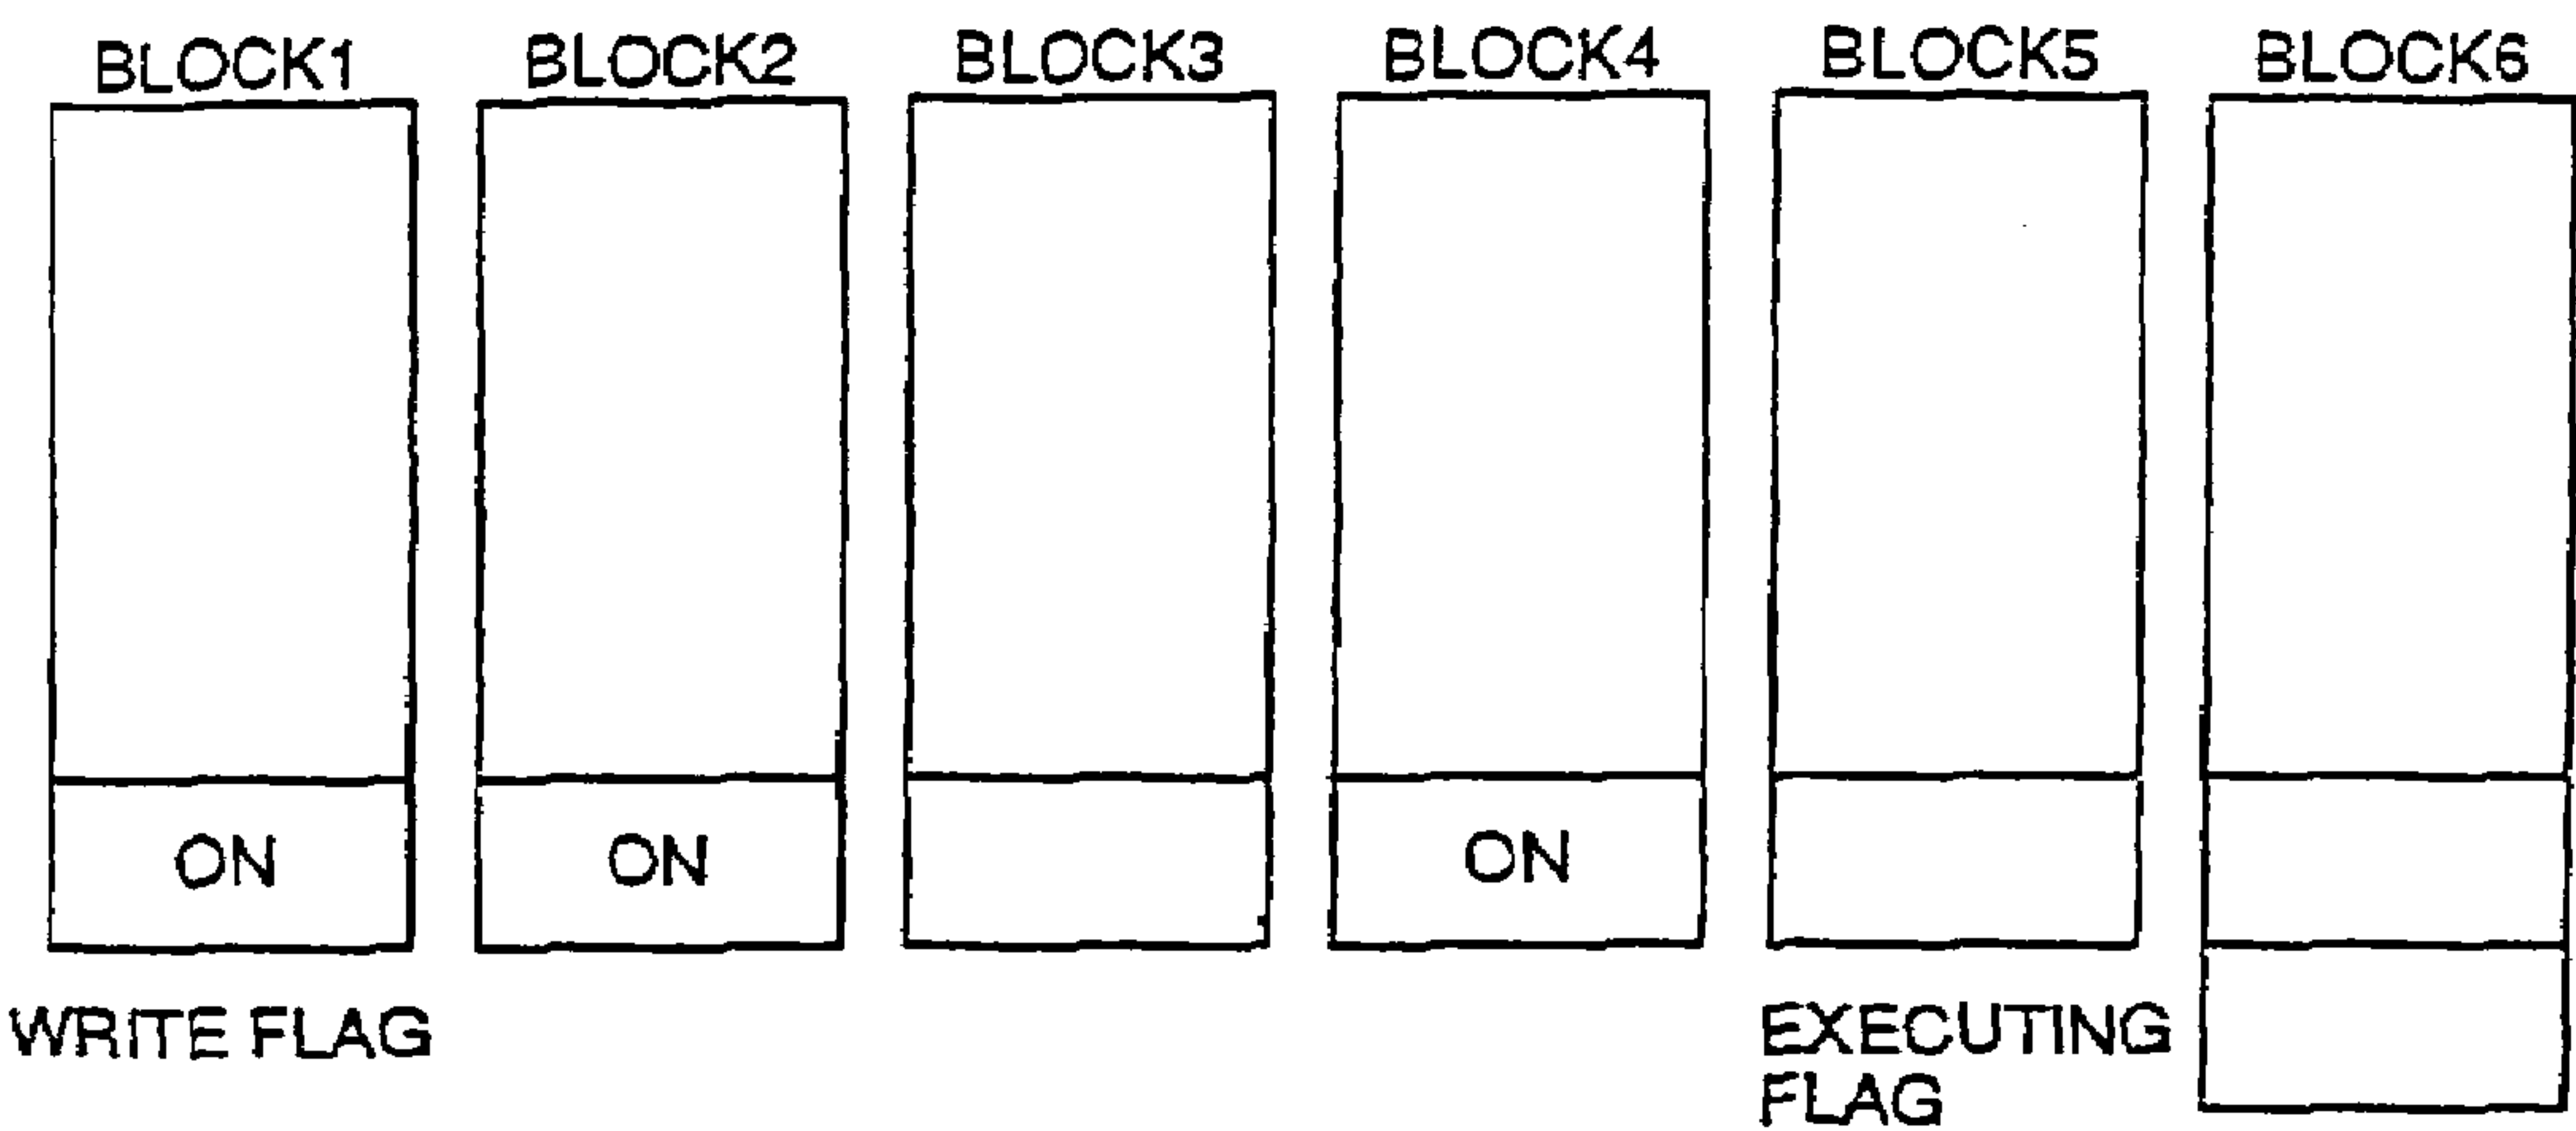 BLOCK1 BLOCK2 BLOCK3 BLOCK4 BLOCK5 BLOCK6
ON ON ON
WRITE FLAG EXECUTING
FLAG